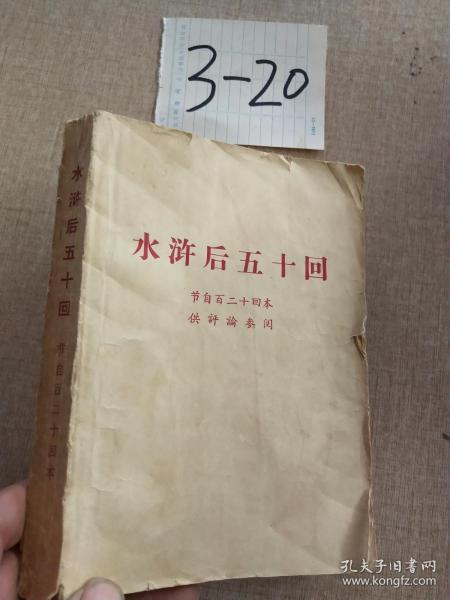 3-20
水浒后五十回
节自百二十回本
供評論参阅
水浒后五十回
节自百二十回本
孔夫子旧书网
www.kongfz.com